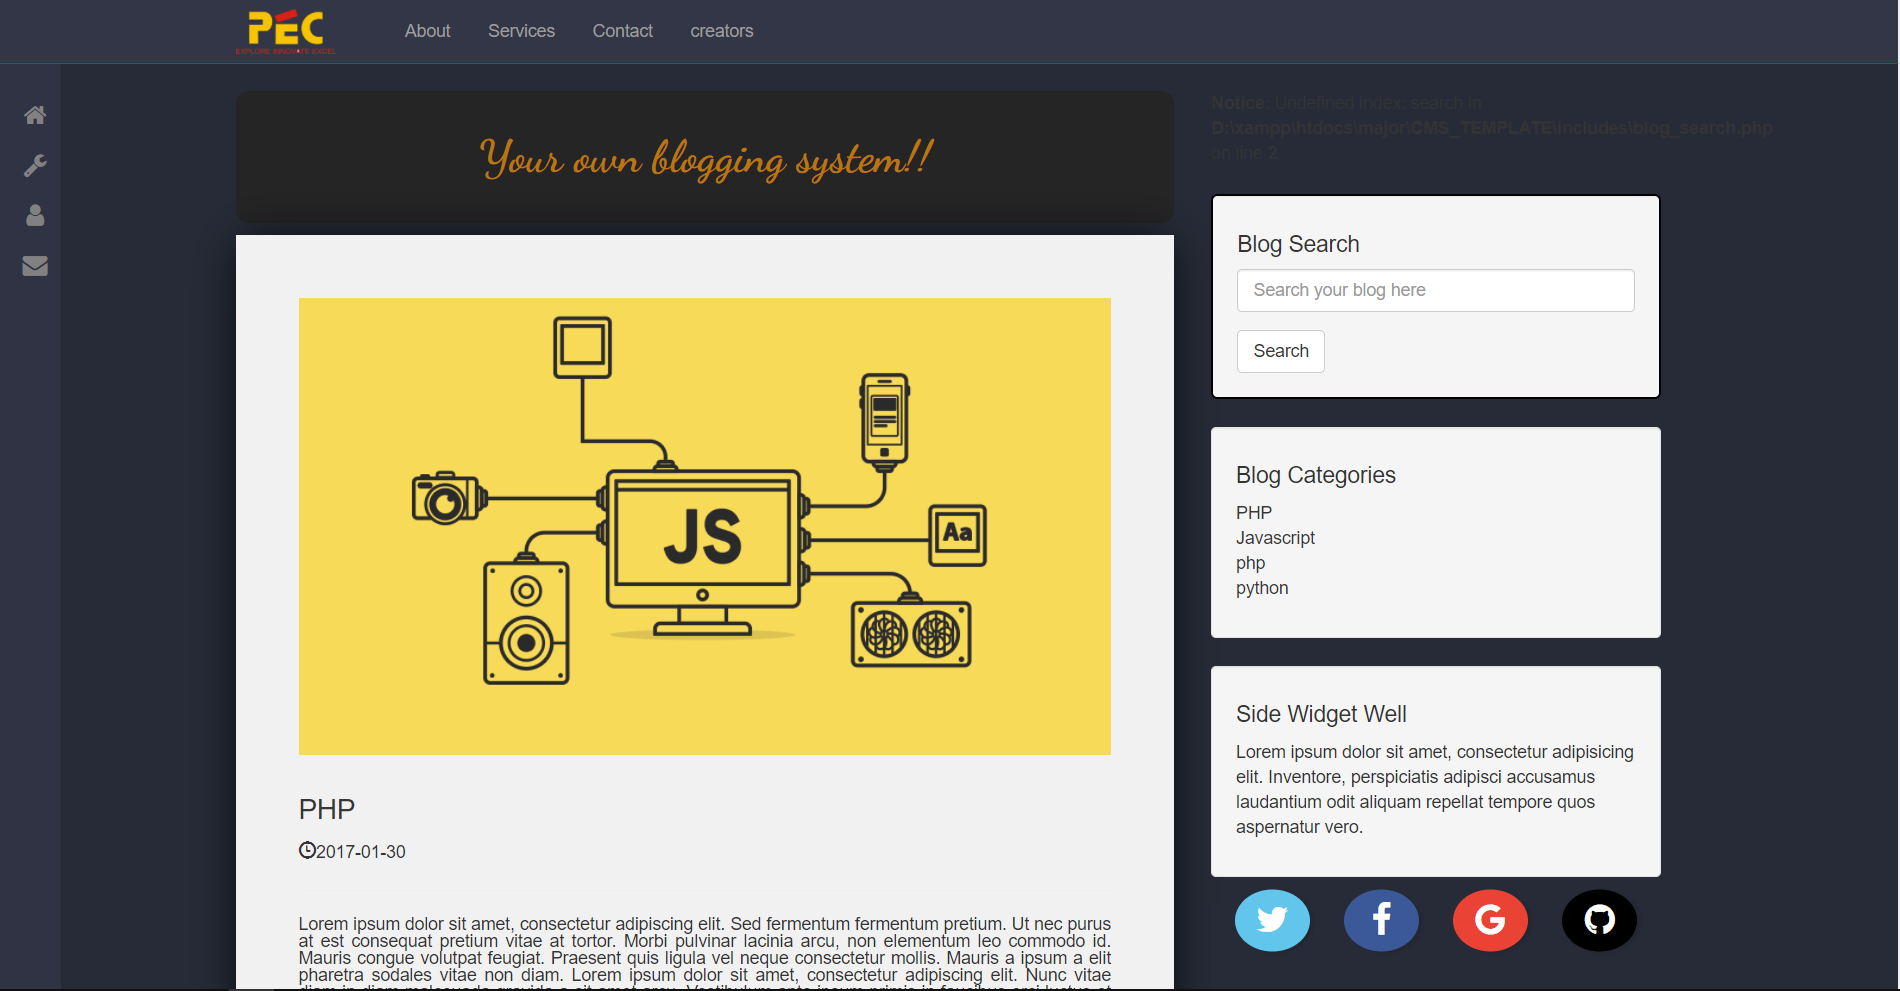 PEC
EXPLORE INNOVATE EXCEL
About Services Contact creators
Your own blogging system!!
Notice: Undefined index: search in
D:\xampp\htdocs\major\CMS_TEMPLATE\includes\blog_search.php
on line 2
Blog Search
Search your blog here
Search
JS
Aa
Blog Categories
PHP
Javascript
php
python
Side Widget Well
Lorem ipsum dolor sit amet, consectetur adipisicing
elit. Inventore, perspiciatis adipisci accusamus
laudantium odit aliquam repellat tempore quos
aspernatur vero.
PHP
2017-01-30
Lorem ipsum dolor sit amet, consectetur adipiscing elit. Sed fermentum fermentum pretium. Ut nec purus
at est consequat pretium vitae at tortor. Morbi pulvinar lacinia arcu, non elementum leo commodo id.
Mauris congue volutpat feugiat. Praesent quis ligula vel neque consectetur mollis. Mauris a ipsum a elit
pharetra sodales vitae non diam. Lorem ipsum dolor sit amet, consectetur adipiscing elit. Nunc vitae